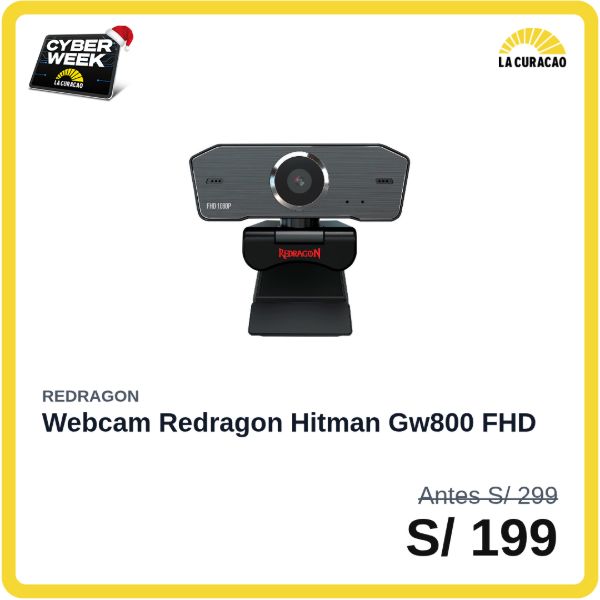 CYBER
WEEK
LA CURACAO
LA CURACAO
FHD 1080P
REDRAGON
REDRAGON
Webcam Redragon Hitman Gw800 FHD
Antes S/ 299
S/ 199